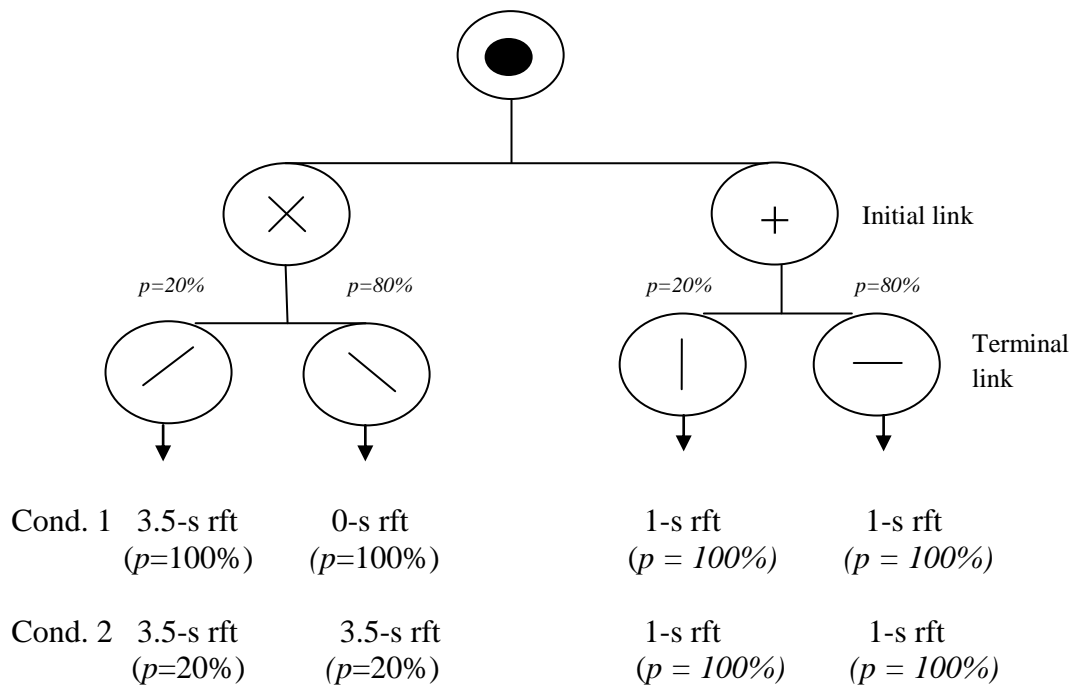 Initial link
p=20% p=80% p=20% p=80%
Terminal
link
Cond. 1 3.5-s rft 0-s rft 1-s rft 1-s rft
(p=100%) (p=100%) (p = 100%) (p = 100%)
Cond. 2 3.5-s rft 3.5-s rft 1-s rft 1-s rft
(p=20%) (p=20%) (p = 100%) (p = 100%)